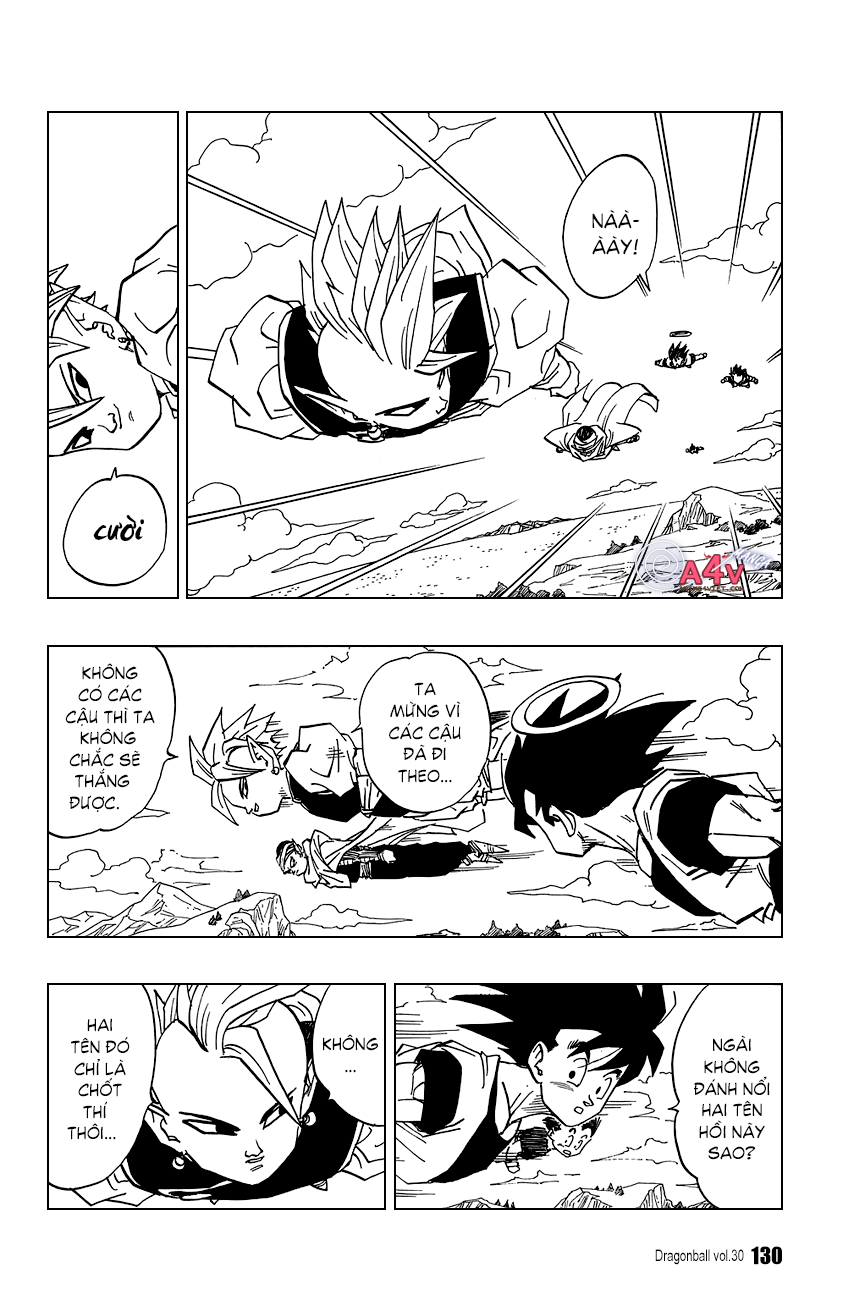 NÀÀ-
ÀÀY!
cười
A4V
KHÔNG
CÓ CÁC
CẬU THÌ TA
KHÔNG
CHẮC SẼ
THẮNG
ĐƯỢC.
TA
MỪNG VÌ
CÁC CẬU
ĐÃ ĐI
THEO...
HAI
TÊN ĐÓ
CHỈ LÀ
CHỐT
THÍ
THÔI...
KHÔNG
...
NGÀI
KHÔNG
ĐÁNH NỔI
HAI TÊN
HỒI NÀY
SAO?
Dragonball vol.30 130